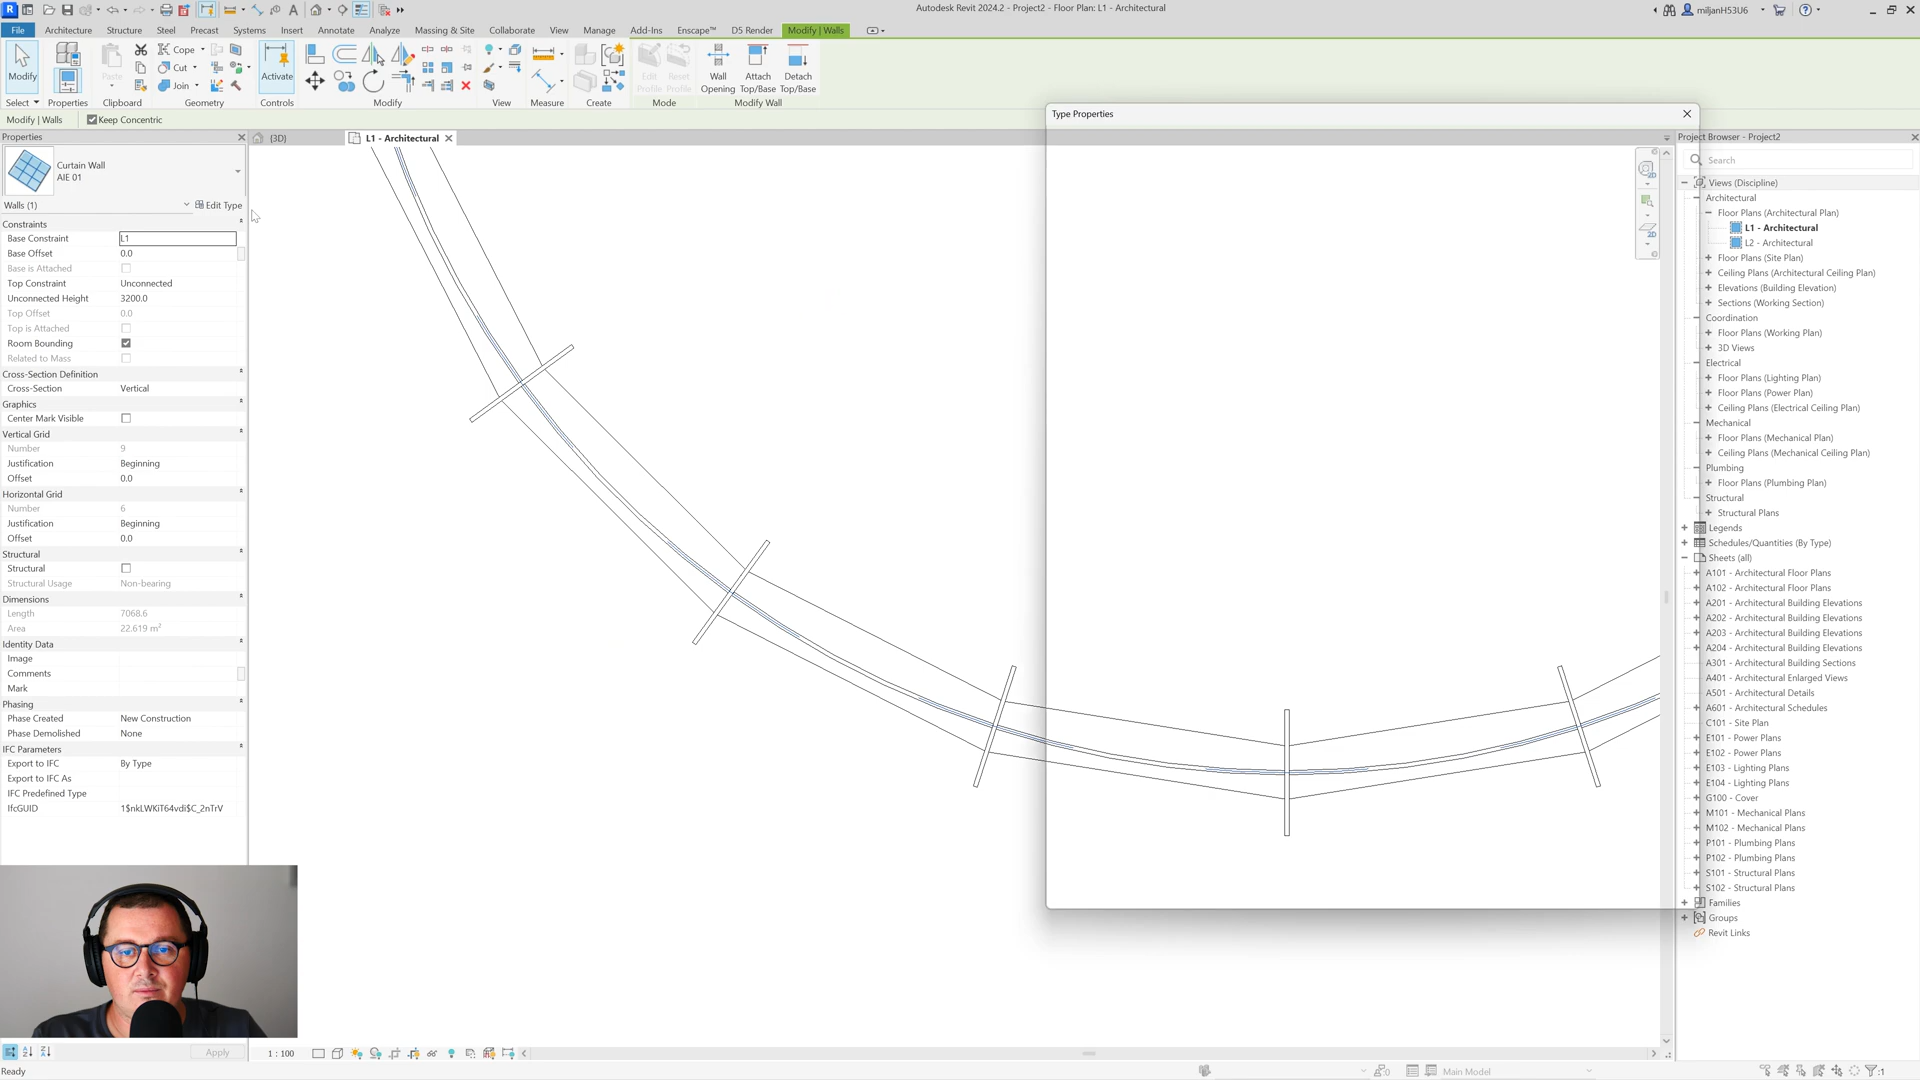 Autodesk Revit 2024.2 - Project2 - Floor Plan: L1 - Architectural
miljanH53U6
File
Architecture
Structure
Steel
Precast
Systems
Insert
Annotate
Analyze
Massing & Site
Collaborate
View
Manage
Add-Ins
Enscape™
D5 Render
Modify | Walls
Modify
Paste
Cope
Cut
Join
Activate
Edit Profile
Reset Profile
Wall Opening
Attach Top/Base
Detach Top/Base
Select
Properties
Clipboard
Geometry
Controls
Modify
View
Measure
Create
Mode
Modify Wall
Modify | Walls
Keep Concentric
Properties
{3D}
L1 - Architectural
Curtain Wall
AIE 01
Walls (1)
Edit Type
Constraints
Base Constraint L1
Base Offset 0.0
Base is Attached
Top Constraint Unconnected
Unconnected Height 3200.0
Top Offset 0.0
Top is Attached
Room Bounding
Related to Mass
Cross-Section Definition
Cross-Section Vertical
Graphics
Center Mark Visible
Vertical Grid
Number 9
Justification Beginning
Offset 0.0
Horizontal Grid
Number 6
Justification Beginning
Offset 0.0
Structural
Structural
Structural Usage Non-bearing
Dimensions
Length 7068.6
Area 22.619 m²
Identity Data
Image
Comments
Mark
Phasing
Phase Created New Construction
Phase Demolished None
IFC Parameters
Export to IFC By Type
Export to IFC As
IFC Predefined Type
IfcGUID 1$nkLWKiT64vdi$C_2nTrV
Apply
Ready
1 : 100
Main Model
:0
:1
Type Properties
2D
2D
Project Browser - Project2
Search
Views (Discipline)
Architectural
Floor Plans (Architectural Plan)
L1 - Architectural
L2 - Architectural
Floor Plans (Site Plan)
Ceiling Plans (Architectural Ceiling Plan)
Elevations (Building Elevation)
Sections (Working Section)
Coordination
Floor Plans (Working Plan)
3D Views
Electrical
Floor Plans (Lighting Plan)
Floor Plans (Power Plan)
Ceiling Plans (Electrical Ceiling Plan)
Mechanical
Floor Plans (Mechanical Plan)
Ceiling Plans (Mechanical Ceiling Plan)
Plumbing
Floor Plans (Plumbing Plan)
Structural
Structural Plans
Legends
Schedules/Quantities (By Type)
Sheets (all)
A101 - Architectural Floor Plans
A102 - Architectural Floor Plans
A201 - Architectural Building Elevations
A202 - Architectural Building Elevations
A203 - Architectural Building Elevations
A204 - Architectural Building Elevations
A301 - Architectural Building Sections
A401 - Architectural Enlarged Views
A501 - Architectural Details
A601 - Architectural Schedules
C101 - Site Plan
E101 - Power Plans
E102 - Power Plans
E103 - Lighting Plans
E104 - Lighting Plans
G100 - Cover
M101 - Mechanical Plans
M102 - Mechanical Plans
P101 - Plumbing Plans
P102 - Plumbing Plans
S101 - Structural Plans
S102 - Structural Plans
Families
Groups
Revit Links